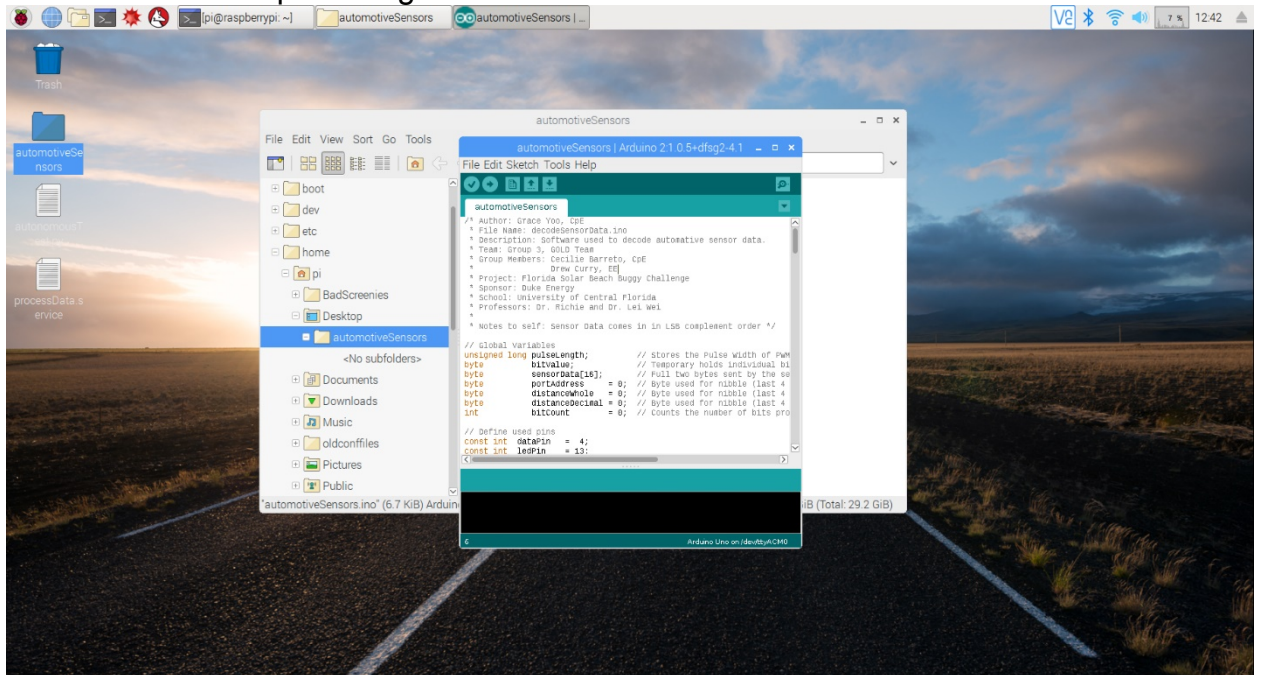 [pi@raspberrypi: ~]
automotiveSensors
automotiveSensors | ...
7 %
12:42
Trash
automotiveSe
nsors
processData.s
ervice
automotiveSensors
File Edit View Sort Go Tools
boot
dev
etc
home
pi
BadScreenies
Desktop
automotiveSensors
<No subfolders>
Documents
Downloads
Music
oldconffiles
Pictures
Public
"automotiveSensors.ino" (6.7 KiB) Arduin
iB (Total: 29.2 GiB)
automotiveSensors | Arduino 2:1.0.5+dfsg2-4.1
File Edit Sketch Tools Help
automotiveSensors
/* Author: Grace Yoo, CpE
* File Name: decodeSensorData.ino
* Description: Software used to decode automative sensor data.
* Team: Group 3, GOLD Team
* Group Members: Cecilie Barreto, CpE
* Drew Curry, EE
* Project: Florida Solar Beach Buggy Challenge
* Sponsor: Duke Energy
* School: University of Central Florida
* Professors: Dr. Richie and Dr. Lei Wei
*
* Notes to self: Sensor Data comes in in LSB complement order */
// Global Variables
unsigned long pulseLength; // Stores the Pulse Width of PWM
byte bitValue; // Temporary holds individual bi
byte sensorData[16]; // Full two bytes sent by the se
byte portAddress = 0; // Byte used for nibble (last 4
byte distanceWhole = 0; // Byte used for nibble (last 4
byte distanceDecimal = 0; // Byte used for nibble (last 4
int bitCount = 0; // Counts the number of bits pro
// Define used pins
const int dataPin = 4;
const int ledPin = 13;
6
Arduino Uno on /dev/ttyACM0